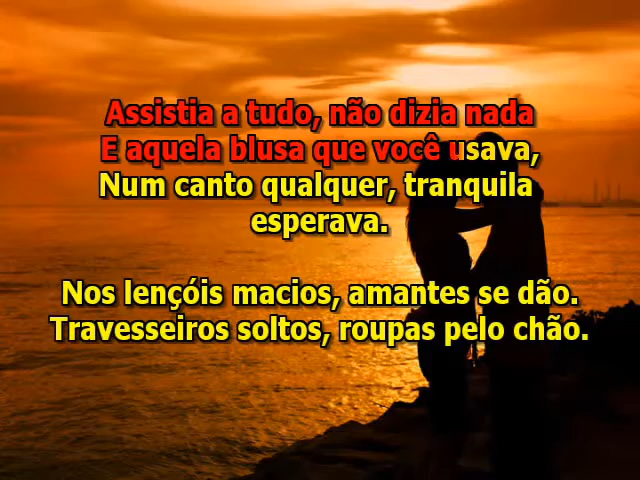 Assistia a tudo, não dizia nada
E aquela blusa que você usava,
Num canto qualquer, tranquila
esperava.
Nos lençóis macios, amantes se dão.
Travesseiros soltos, roupas pelo chão.